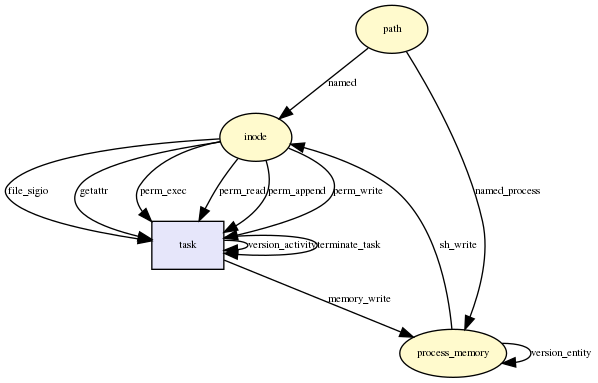 path
named
inode
file_sigio
getattr
perm_exec
perm_read
perm_append
perm_write
named_process
task
version_activity
terminate_task
sh_write
memory_write
process_memory
version_entity